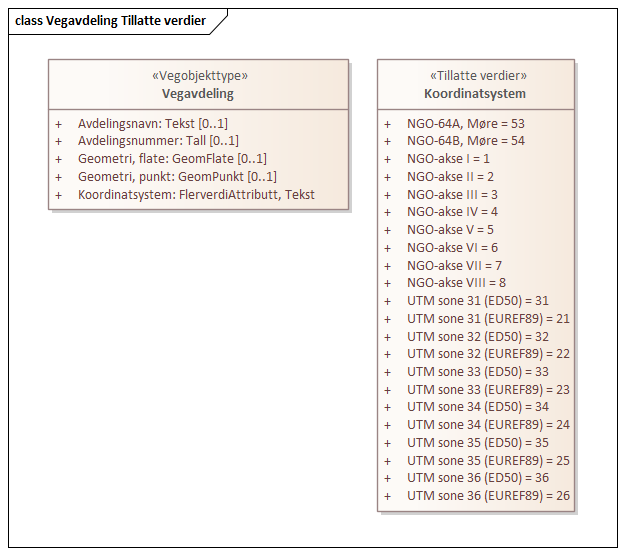 class Vegavdeling Tillatte verdier
«Vegobjekttype»
Vegavdeling
+ Avdelingsnavn: Tekst [0..1]
+ Avdelingsnummer: Tall [0..1]
+ Geometri, flate: GeomFlate [0..1]
+ Geometri, punkt: GeomPunkt [0..1]
+ Koordinatsystem: FlerverdiAttributt, Tekst
«Tillatte verdier»
Koordinatsystem
+ NGO-64A, Møre = 53
+ NGO-64B, Møre = 54
+ NGO-akse I = 1
+ NGO-akse II = 2
+ NGO-akse III = 3
+ NGO-akse IV = 4
+ NGO-akse V = 5
+ NGO-akse VI = 6
+ NGO-akse VII = 7
+ NGO-akse VIII = 8
+ UTM sone 31 (ED50) = 31
+ UTM sone 31 (EUREF89) = 21
+ UTM sone 32 (ED50) = 32
+ UTM sone 32 (EUREF89) = 22
+ UTM sone 33 (ED50) = 33
+ UTM sone 33 (EUREF89) = 23
+ UTM sone 34 (ED50) = 34
+ UTM sone 34 (EUREF89) = 24
+ UTM sone 35 (ED50) = 35
+ UTM sone 35 (EUREF89) = 25
+ UTM sone 36 (ED50) = 36
+ UTM sone 36 (EUREF89) = 26